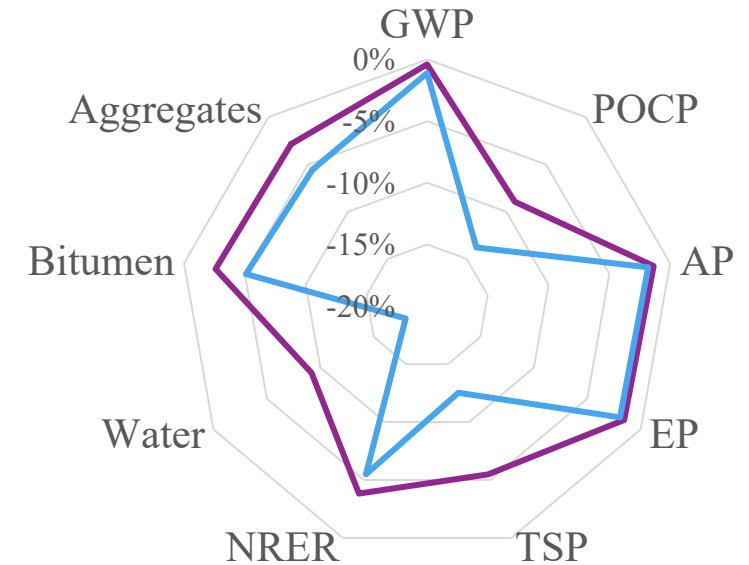 GWP
0%
Aggregates
POCP
-5%
-10%
Bitumen
AP
-15%
-20%
Water
EP
NRER
TSP